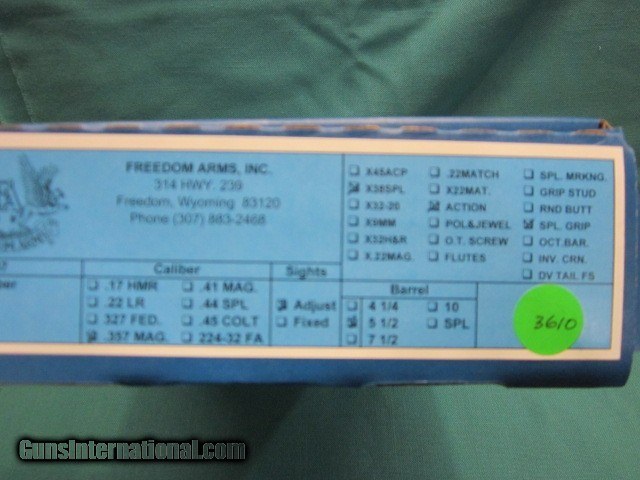 FREEDOM ARMS, INC.
314 HWY. 239
Freedom, Wyoming 83120
Phone (307) 883-2468
X45ACP
X38SPL
X32-20
X9MM
X32H&R
X.22MAG.
.22MATCH
X22MAT.
ACTION
POL&JEWEL
O.T. SCREW
FLUTES
SPL. MRKNG.
GRIP STUD
RND BUTT
SPL. GRIP
OCT.BAR.
INV. CRN.
DV TAIL FS
Caliber
.17 HMR
.22 LR
327 FED.
.357 MAG.
.41 MAG.
.44 SPL
.45 COLT
224-32 FA
Sights
Adjust
Fixed
Barrel
4 1/4
5 1/2
7 1/2
10
SPL
3610
GunsInternational.com